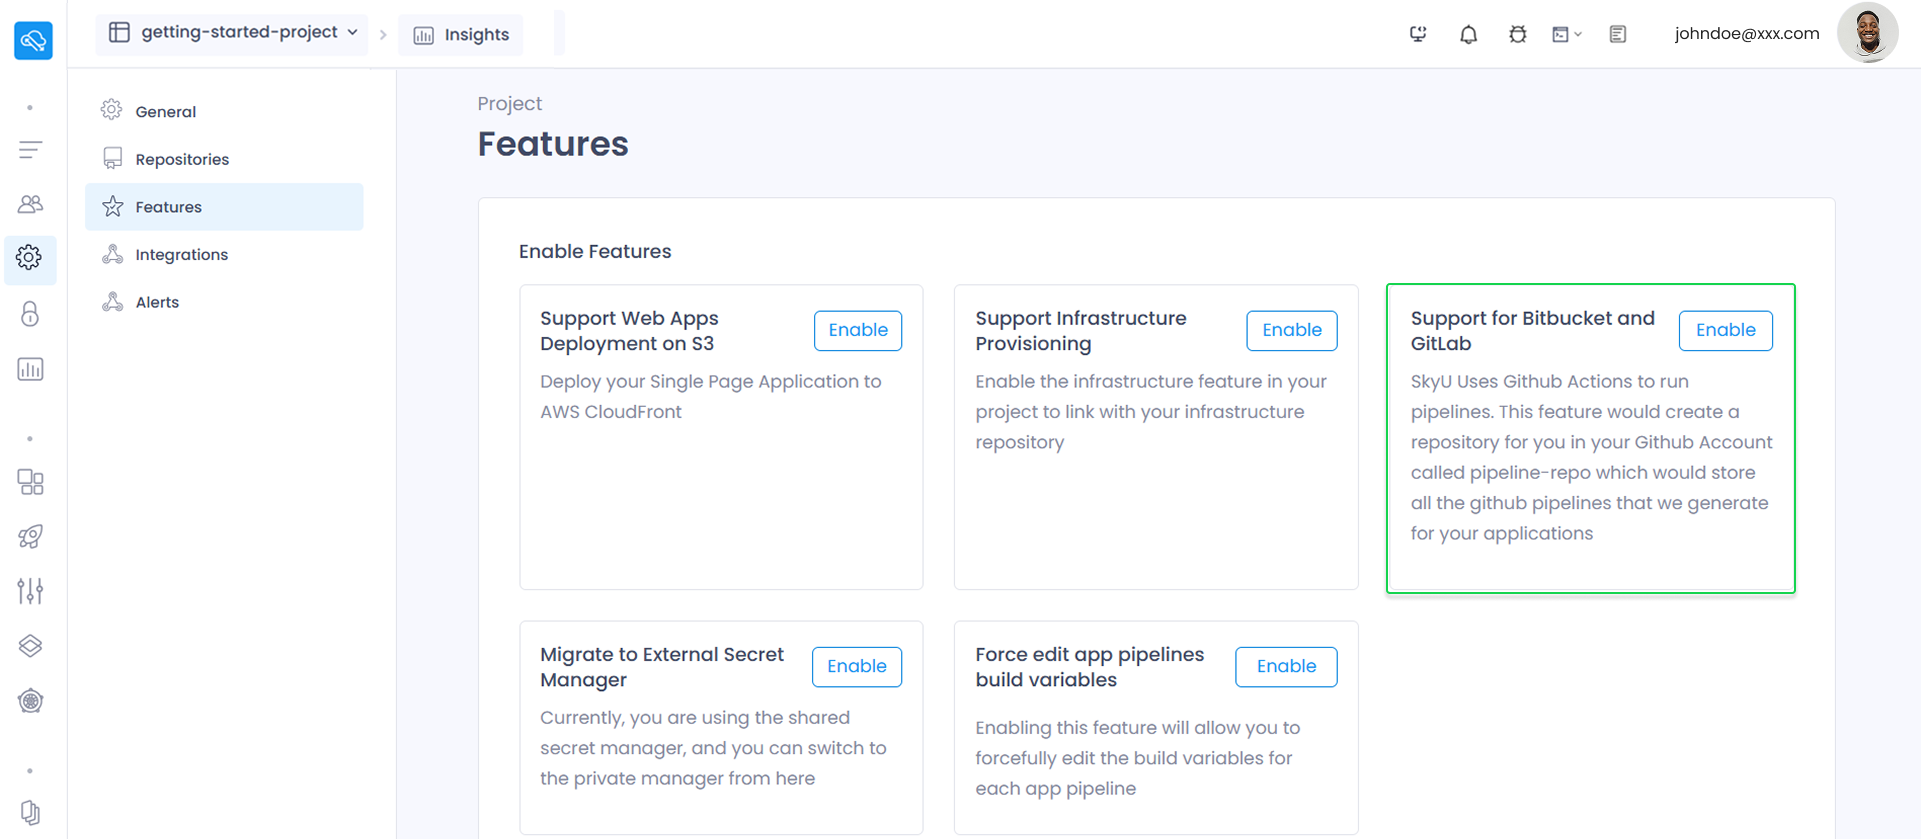 getting-started-project
Insights
johndoe@xxx.com
General
Repositories
Features
Integrations
Alerts
Project
Features
Enable Features
Support Web Apps
Deployment on S3
Enable
Deploy your Single Page Application to
AWS CloudFront
Support Infrastructure
Provisioning
Enable
Enable the infrastructure feature in your
project to link with your infrastructure
repository
Support for Bitbucket and
GitLab
Enable
SkyU Uses Github Actions to run
pipelines. This feature would create a
repository for you in your Github Account
called pipeline-repo which would store
all the github pipelines that we generate
for your applications
Migrate to External Secret
Manager
Enable
Currently, you are using the shared
secret manager, and you can switch to
the private manager from here
Force edit app pipelines
build variables
Enable
Enabling this feature will allow you to
forcefully edit the build variables for
each app pipeline